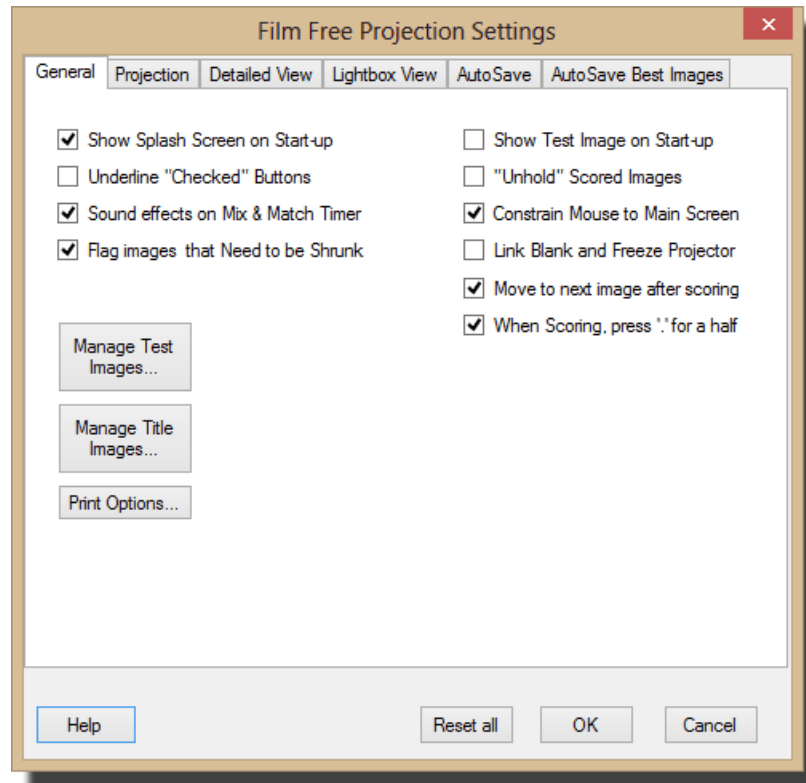 Film Free Projection Settings
General Projection Detailed View Lightbox View AutoSave AutoSave Best Images
Show Splash Screen on Start-up
Underline "Checked" Buttons
Sound effects on Mix & Match Timer
Flag images that Need to be Shrunk
Show Test Image on Start-up
"Unhold" Scored Images
Constrain Mouse to Main Screen
Link Blank and Freeze Projector
Move to next image after scoring
When Scoring, press '.' for a half
Manage Test
Images...
Manage Title
Images...
Print Options...
Help Reset all OK Cancel